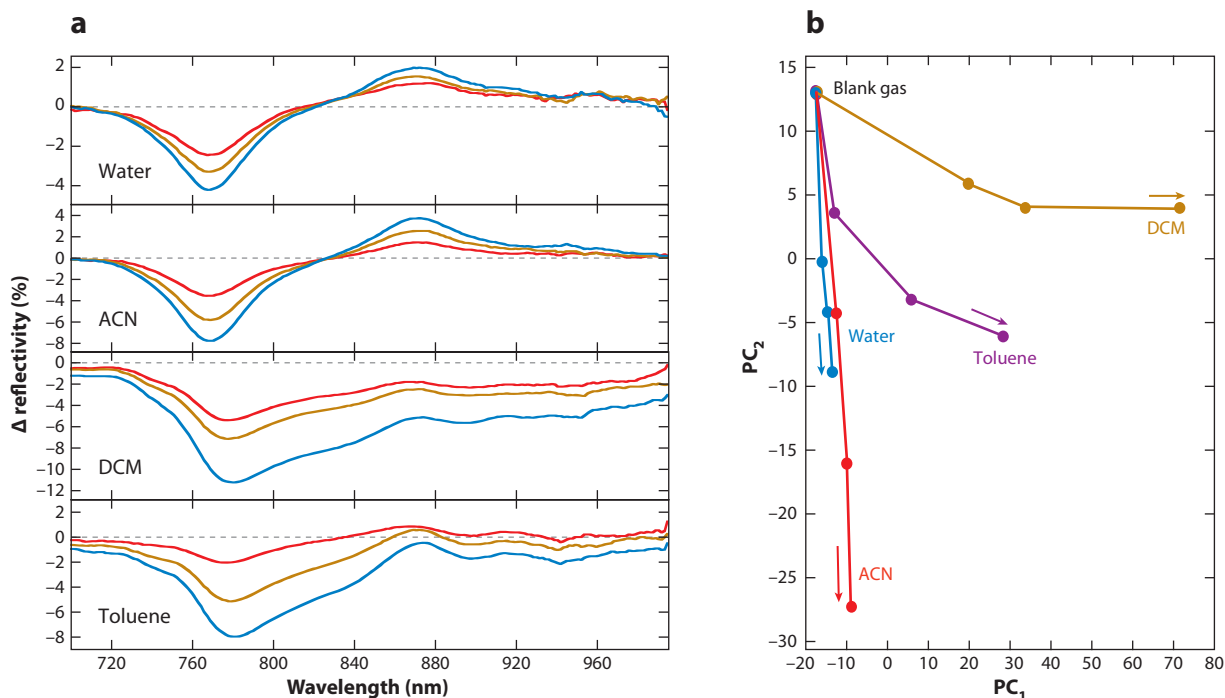 a
Δ reflectivity (%)
2
0
–2
–4
Water
4
2
0
–2
–4
–6
–8
ACN
0
–2
–4
–6
–8
–10
–12
DCM
2
0
–2
–4
–6
–8
Toluene
720 760 800 840 880 920 960
Wavelength (nm)
b
PC2
15
10
5
0
–5
–10
–15
–20
–25
–30
Blank gas
DCM
Water
Toluene
ACN
–20 –10 0 10 20 30 40 50 60 70 80
PC1